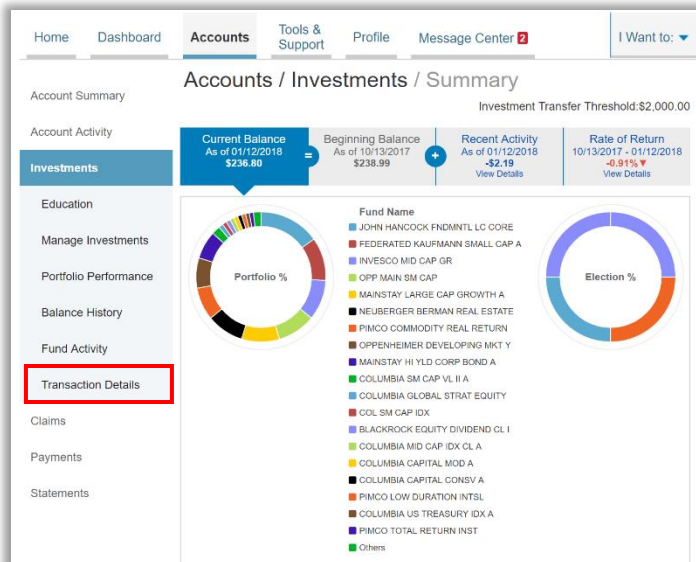 Home Dashboard Accounts Tools & Support Profile Message Center 2 I Want to:
Accounts / Investments / Summary
Investment Transfer Threshold:$2,000.00
Account Summary
Account Activity
Investments
Education
Manage Investments
Portfolio Performance
Balance History
Fund Activity
Transaction Details
Claims
Payments
Statements
Current Balance
As of 01/12/2018
$236.80
=
Beginning Balance
As of 10/13/2017
$238.99
+
Recent Activity
As of 01/12/2018
-$2.19
View Details
Rate of Return
10/13/2017 - 01/12/2018
-0.91%▼
View Details
Portfolio %
Fund Name
JOHN HANCOCK FNDMNTL LC CORE
FEDERATED KAUFMANN SMALL CAP A
INVESCO MID CAP GR
OPP MAIN SM CAP
MAINSTAY LARGE CAP GROWTH A
NEUBERGER BERMAN REAL ESTATE
PIMCO COMMODITY REAL RETURN
OPPENHEIMER DEVELOPING MKT Y
MAINSTAY HI YLD CORP BOND A
COLUMBIA SM CAP VL II A
COLUMBIA GLOBAL STRAT EQUITY
COL SM CAP IDX
BLACKROCK EQUITY DIVIDEND CL I
COLUMBIA MID CAP IDX CL A
COLUMBIA CAPITAL MOD A
COLUMBIA CAPITAL CONSV A
PIMCO LOW DURATION INTSL
COLUMBIA US TREASURY IDX A
PIMCO TOTAL RETURN INST
Others
Election %